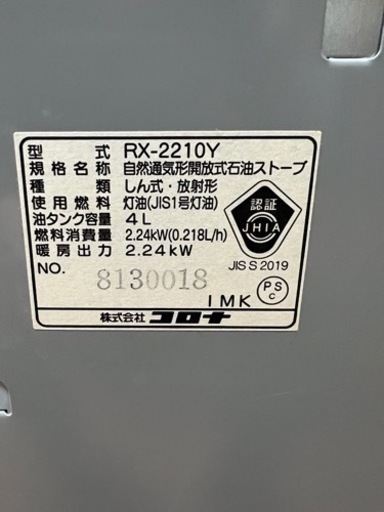 型式 RX-2210Y
規格名称 自然通気形開放式石油ストーブ
種類 しん式・放射形
使用燃料 灯油(JIS1号灯油)
油タンク容量 4L
燃料消費量 2.24kW(0.218L/h)
暖房出力 2.24kW
認証
JHIA
JIS S 2019
NO. 8130018
1MK
PS
C
株式会社 コロナ